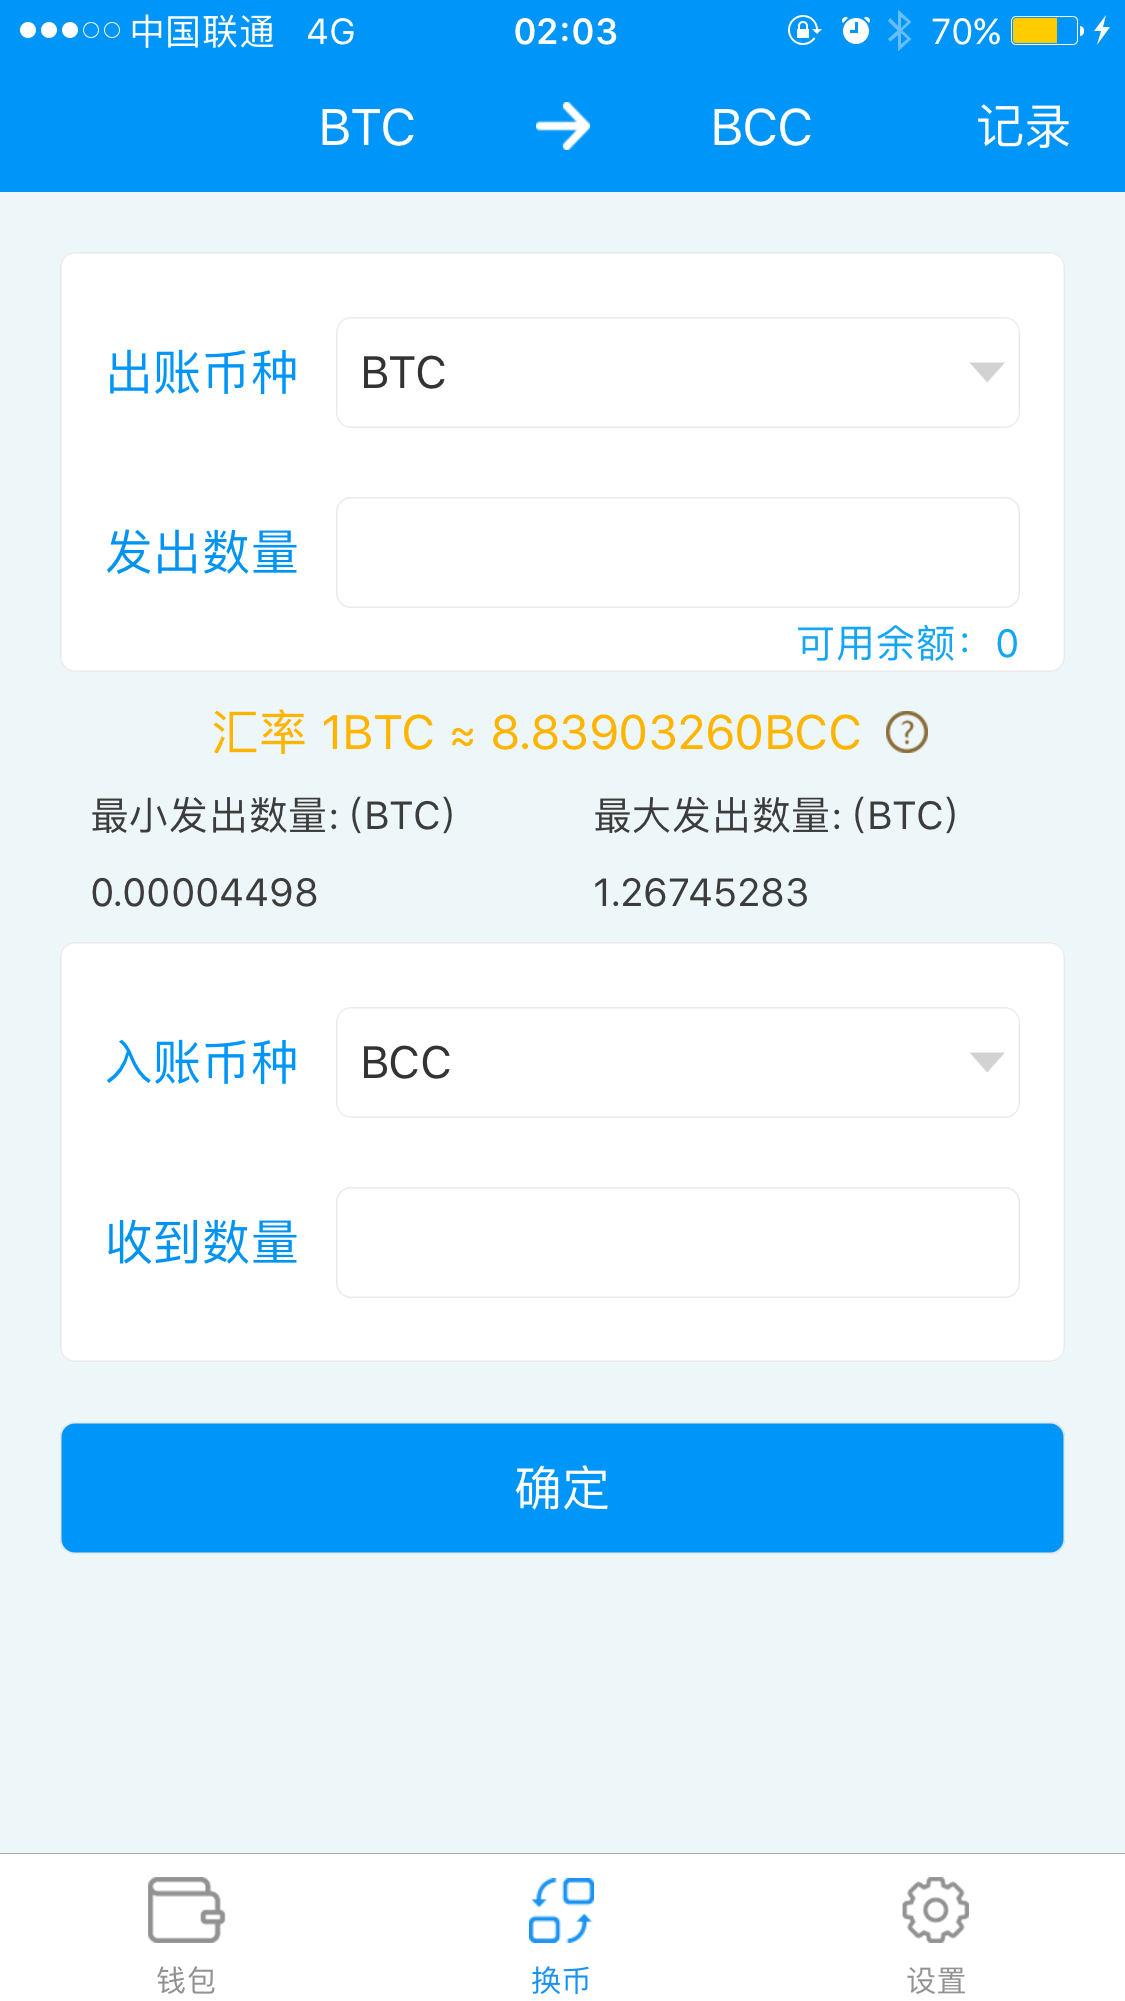 中国联通 4G 02:03 70%
BTC → BCC 记录
出账币种 BTC
发出数量
可用余额：0
汇率 1BTC ≈ 8.83903260BCC ?
最小发出数量: (BTC) 最大发出数量: (BTC)
0.00004498 1.26745283
入账币种 BCC
收到数量
确定
钱包 换币 设置